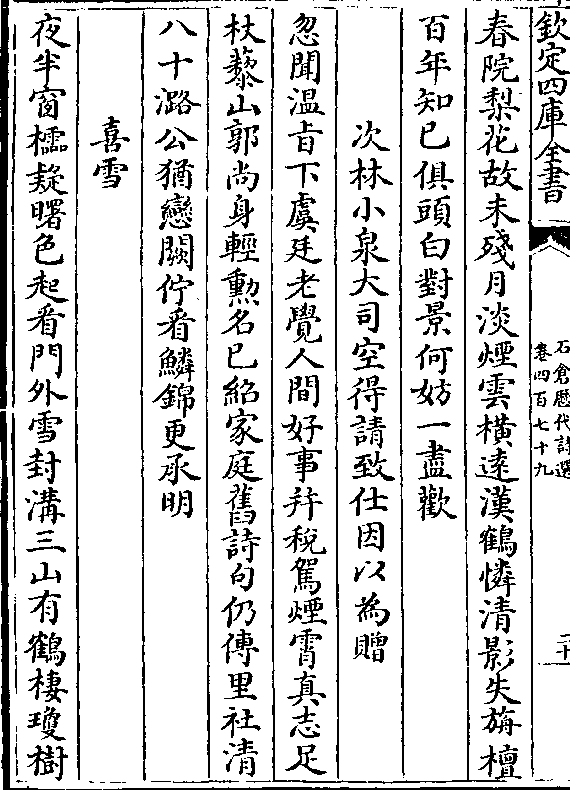 欽定四庫全書
石倉歷代詩選
卷四百七十九
二十
春院梨花故未殘月淡煙雲橫遠漢鶴憐清影失旃檀
百年知已俱頭白對景何妨一盡歡
次林小泉大司空得請致仕因以為贈
忽聞溫旨下虞廷老覺人間好事并稅駕煙霄真志足
杖藜山郭尚身輕勲名已紹家庭舊詩句仍傳里社清
八十潞公猶戀闕佇看鱗錦更承明
喜雪
夜半窗櫺疑曙色起看門外雪封溝三山有鶴棲瓊樹